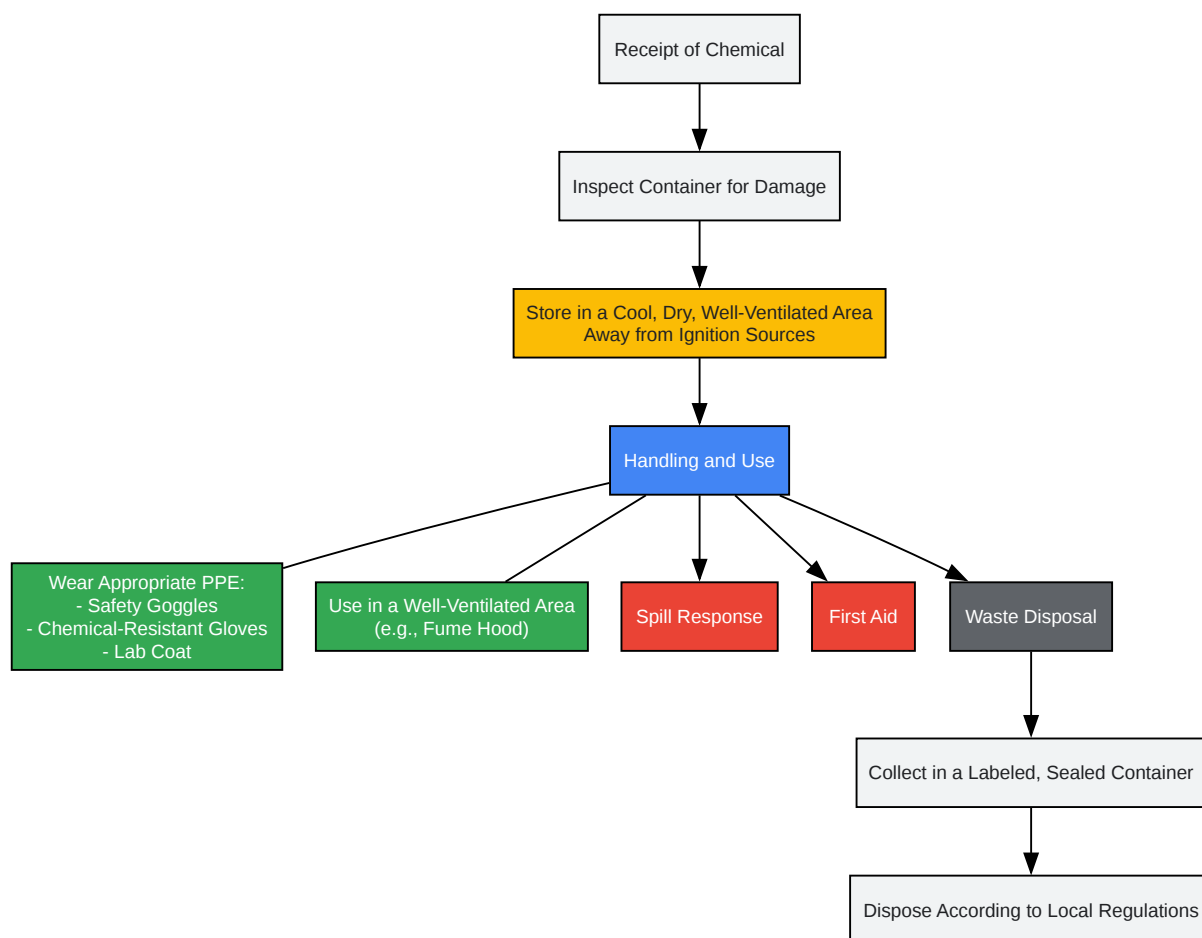 Receipt of Chemical
Inspect Container for Damage
Store in a Cool, Dry, Well-Ventilated Area
Away from Ignition Sources
Handling and Use
Wear Appropriate PPE:
- Safety Goggles
- Chemical-Resistant Gloves
- Lab Coat
Use in a Well-Ventilated Area
(e.g., Fume Hood)
Spill Response
First Aid
Waste Disposal
Collect in a Labeled, Sealed Container
Dispose According to Local Regulations